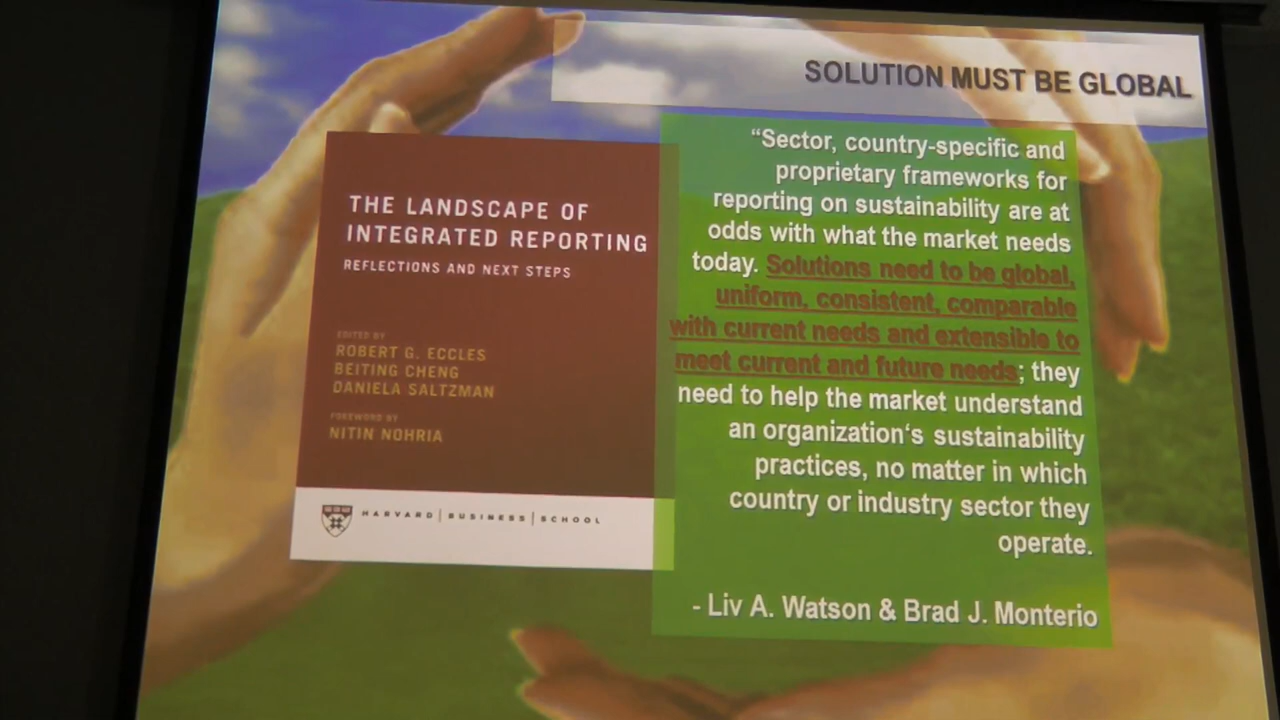 SOLUTION MUST BE GLOBAL
THE LANDSCAPE OF
INTEGRATED REPORTING
REFLECTIONS AND NEXT STEPS
EDITED BY
ROBERT G. ECCLES
BEITING CHENG
DANIELA SALTZMAN
FOREWORD BY
NITIN NOHRIA
HARVARD | BUSINESS | SCHOOL
“Sector, country-specific and
proprietary frameworks for
reporting on sustainability are at
odds with what the market needs
today. Solutions need to be global,
uniform, consistent, comparable
with current needs and extensible to
meet current and future needs; they
need to help the market understand
an organization‘s sustainability
practices, no matter in which
country or industry sector they
operate.
- Liv A. Watson & Brad J. Monterio